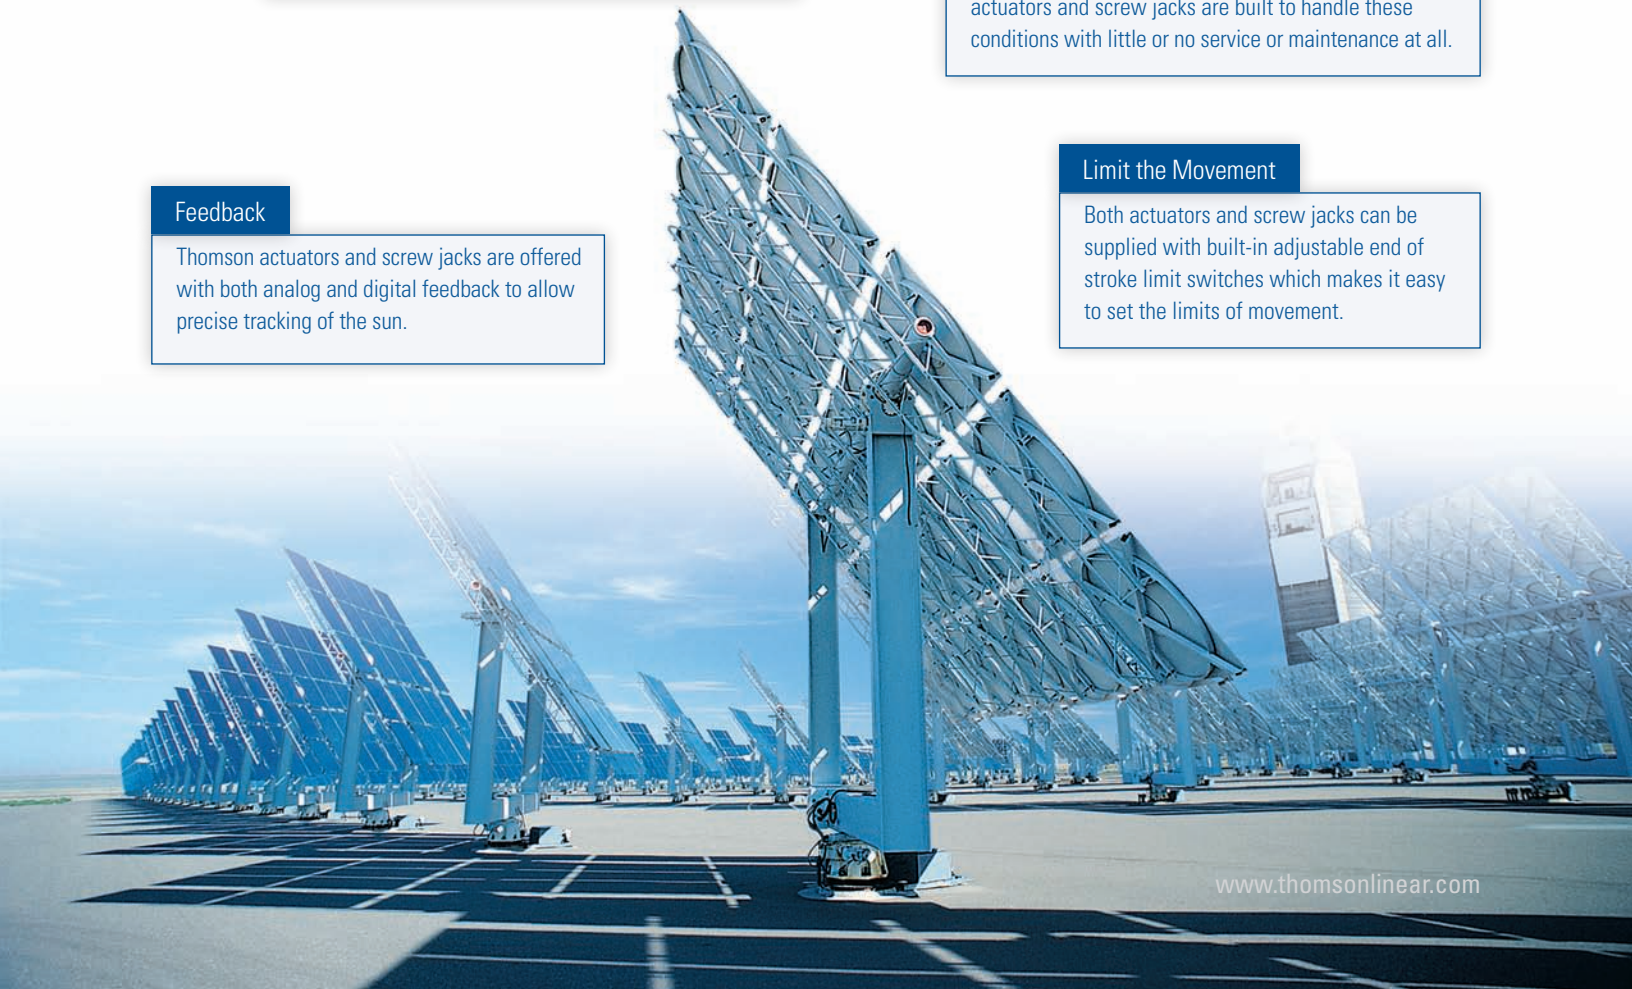 actuators and screw jacks are built to handle these
conditions with little or no service or maintenance at all.
Limit the Movement
Both actuators and screw jacks can be
supplied with built-in adjustable end of
stroke limit switches which makes it easy
to set the limits of movement.
Feedback
Thomson actuators and screw jacks are offered
with both analog and digital feedback to allow
precise tracking of the sun.
www.thomsonlinear.com